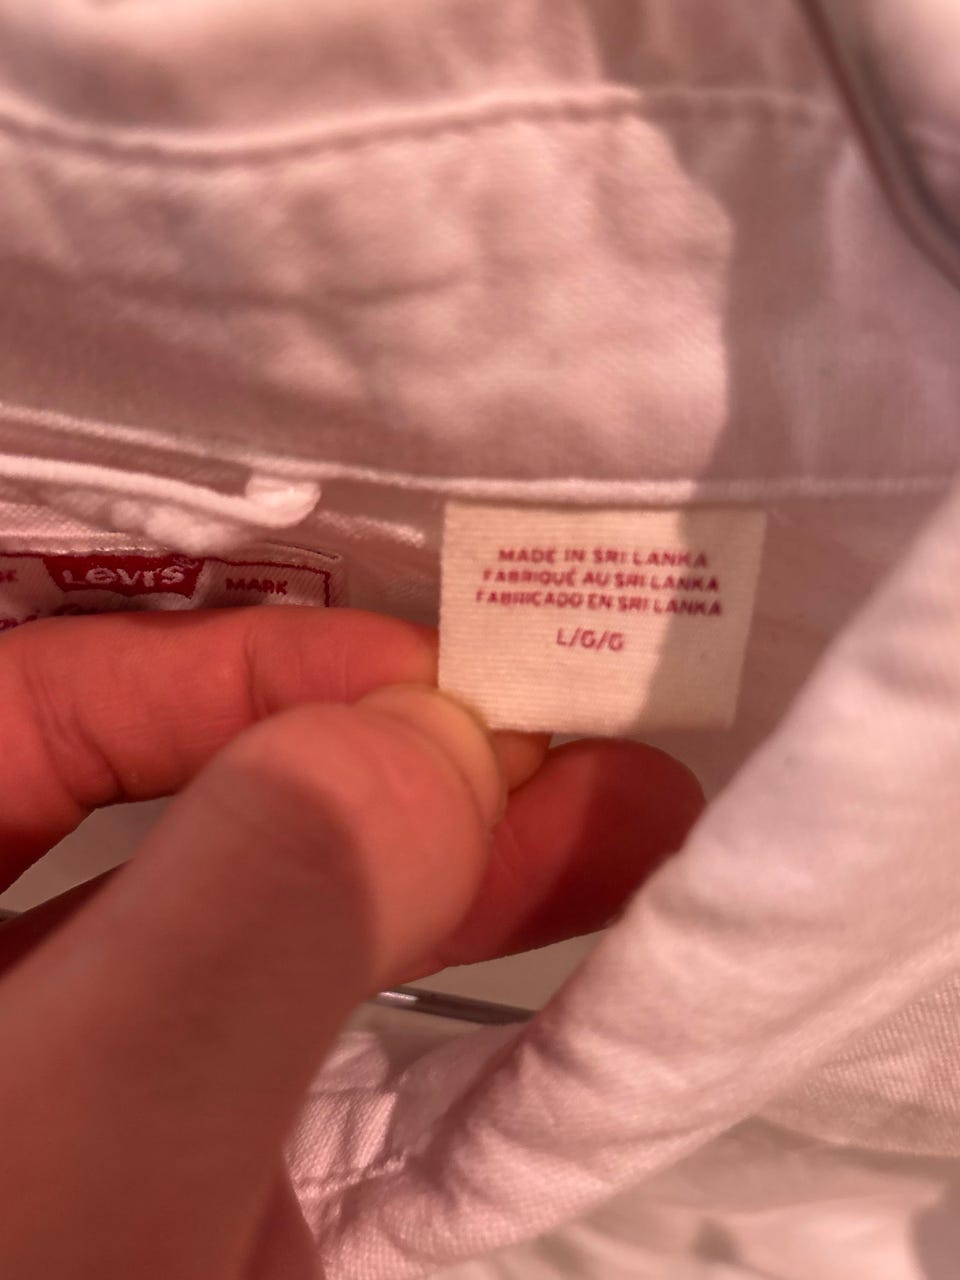 LEVI'S
MARK
MADE IN SRI LANKA
FABRIQUÉ AU SRI LANKA
FABRICADO EN SRI LANKA
L/G/G